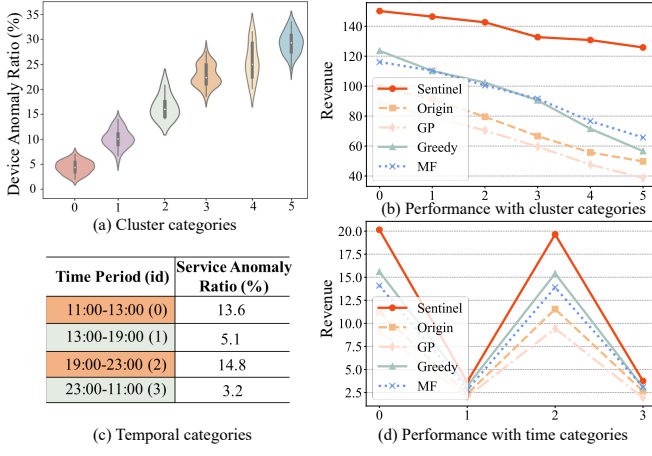 Device Anomaly Ratio (%)
35
30
25
20
15
10
5
0
0 1 2 3 4 5
(a) Cluster categories
Revenue
140
120
100
80
60
40
Sentinel
Origin
GP
Greedy
MF
0 1 2 3 4 5
(b) Performance with cluster categories
Time Period (id) Service Anomaly
Ratio (%)
11:00-13:00 (0) 13.6
13:00-19:00 (1) 5.1
19:00-23:00 (2) 14.8
23:00-11:00 (3) 3.2
(c) Temporal categories
Revenue
20.0
17.5
15.0
12.5
10.0
7.5
5.0
2.5
Sentinel
Origin
GP
Greedy
MF
0 1 2 3
(d) Performance with time categories